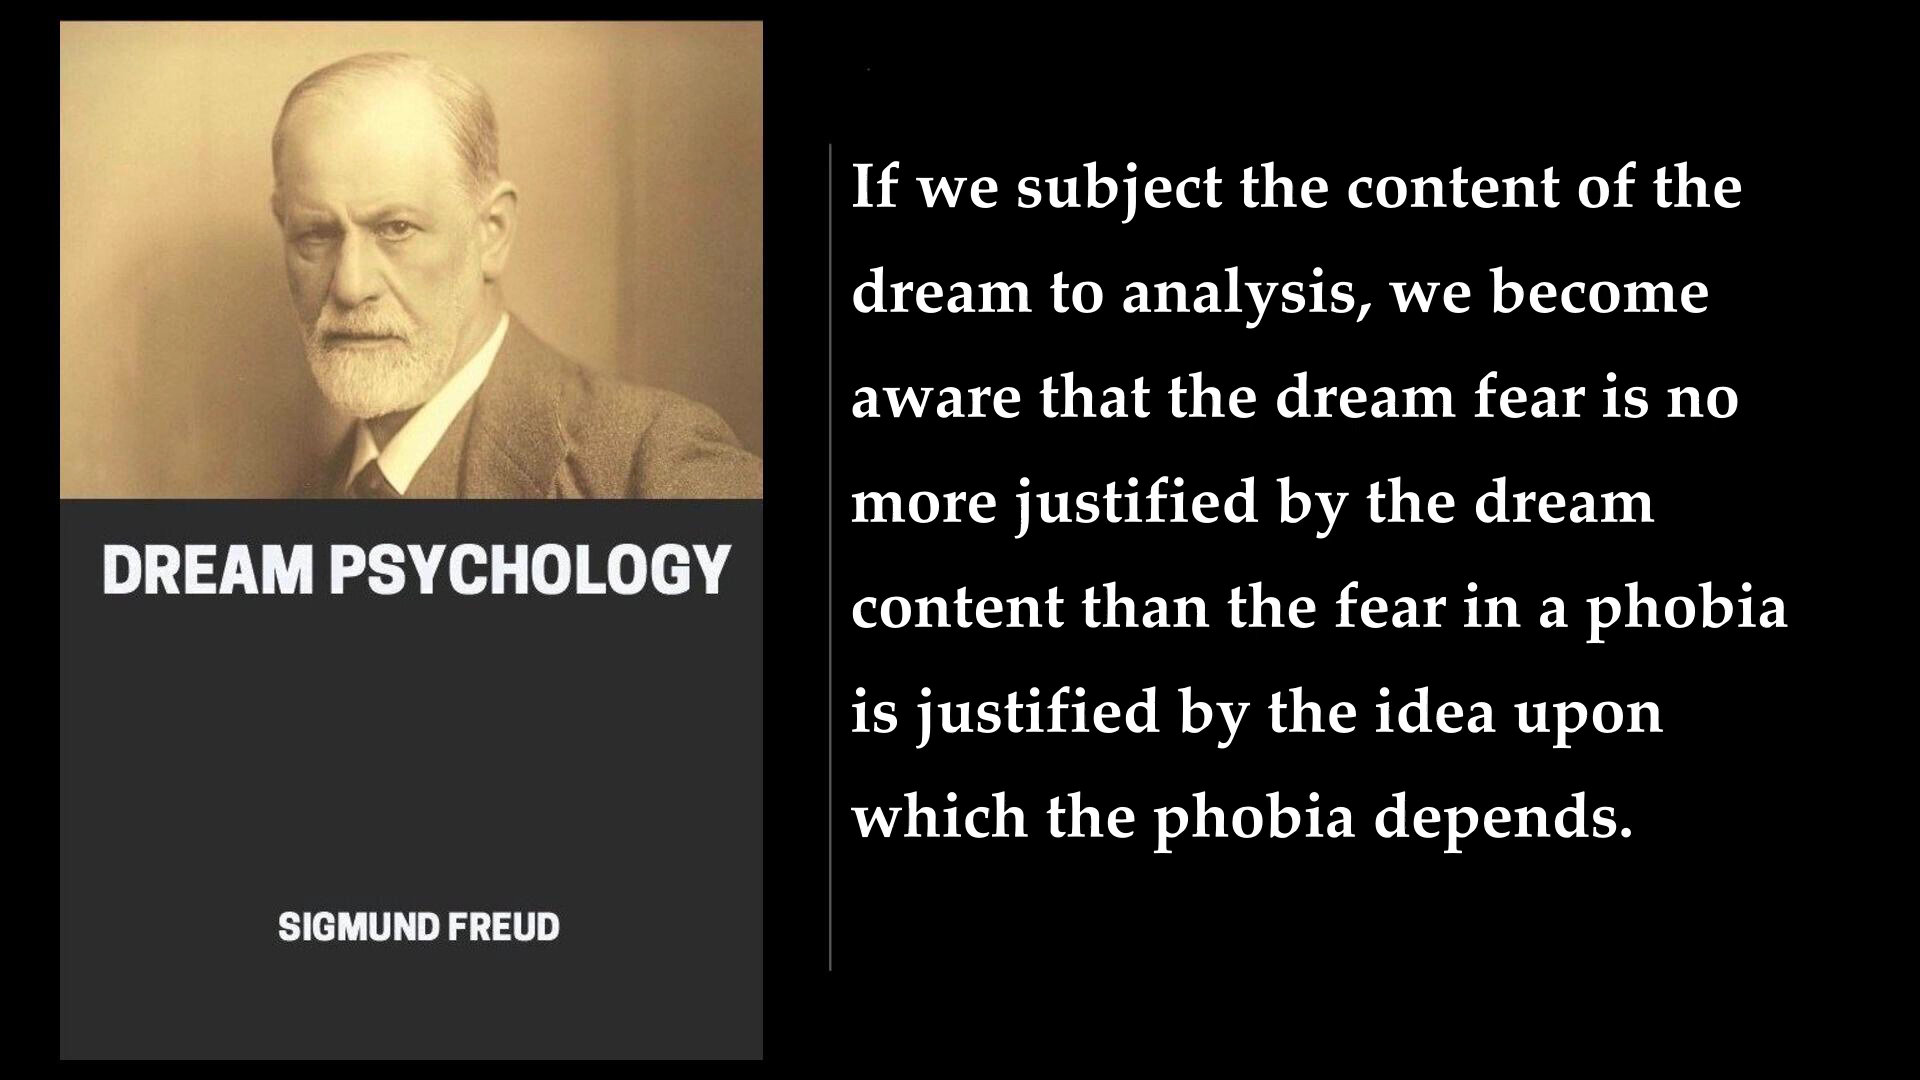 DREAM PSYCHOLOGY
SIGMUND FREUD
If we subject the content of the
dream to analysis, we become
aware that the dream fear is no
more justified by the dream
content than the fear in a phobia
is justified by the idea upon
which the phobia depends.